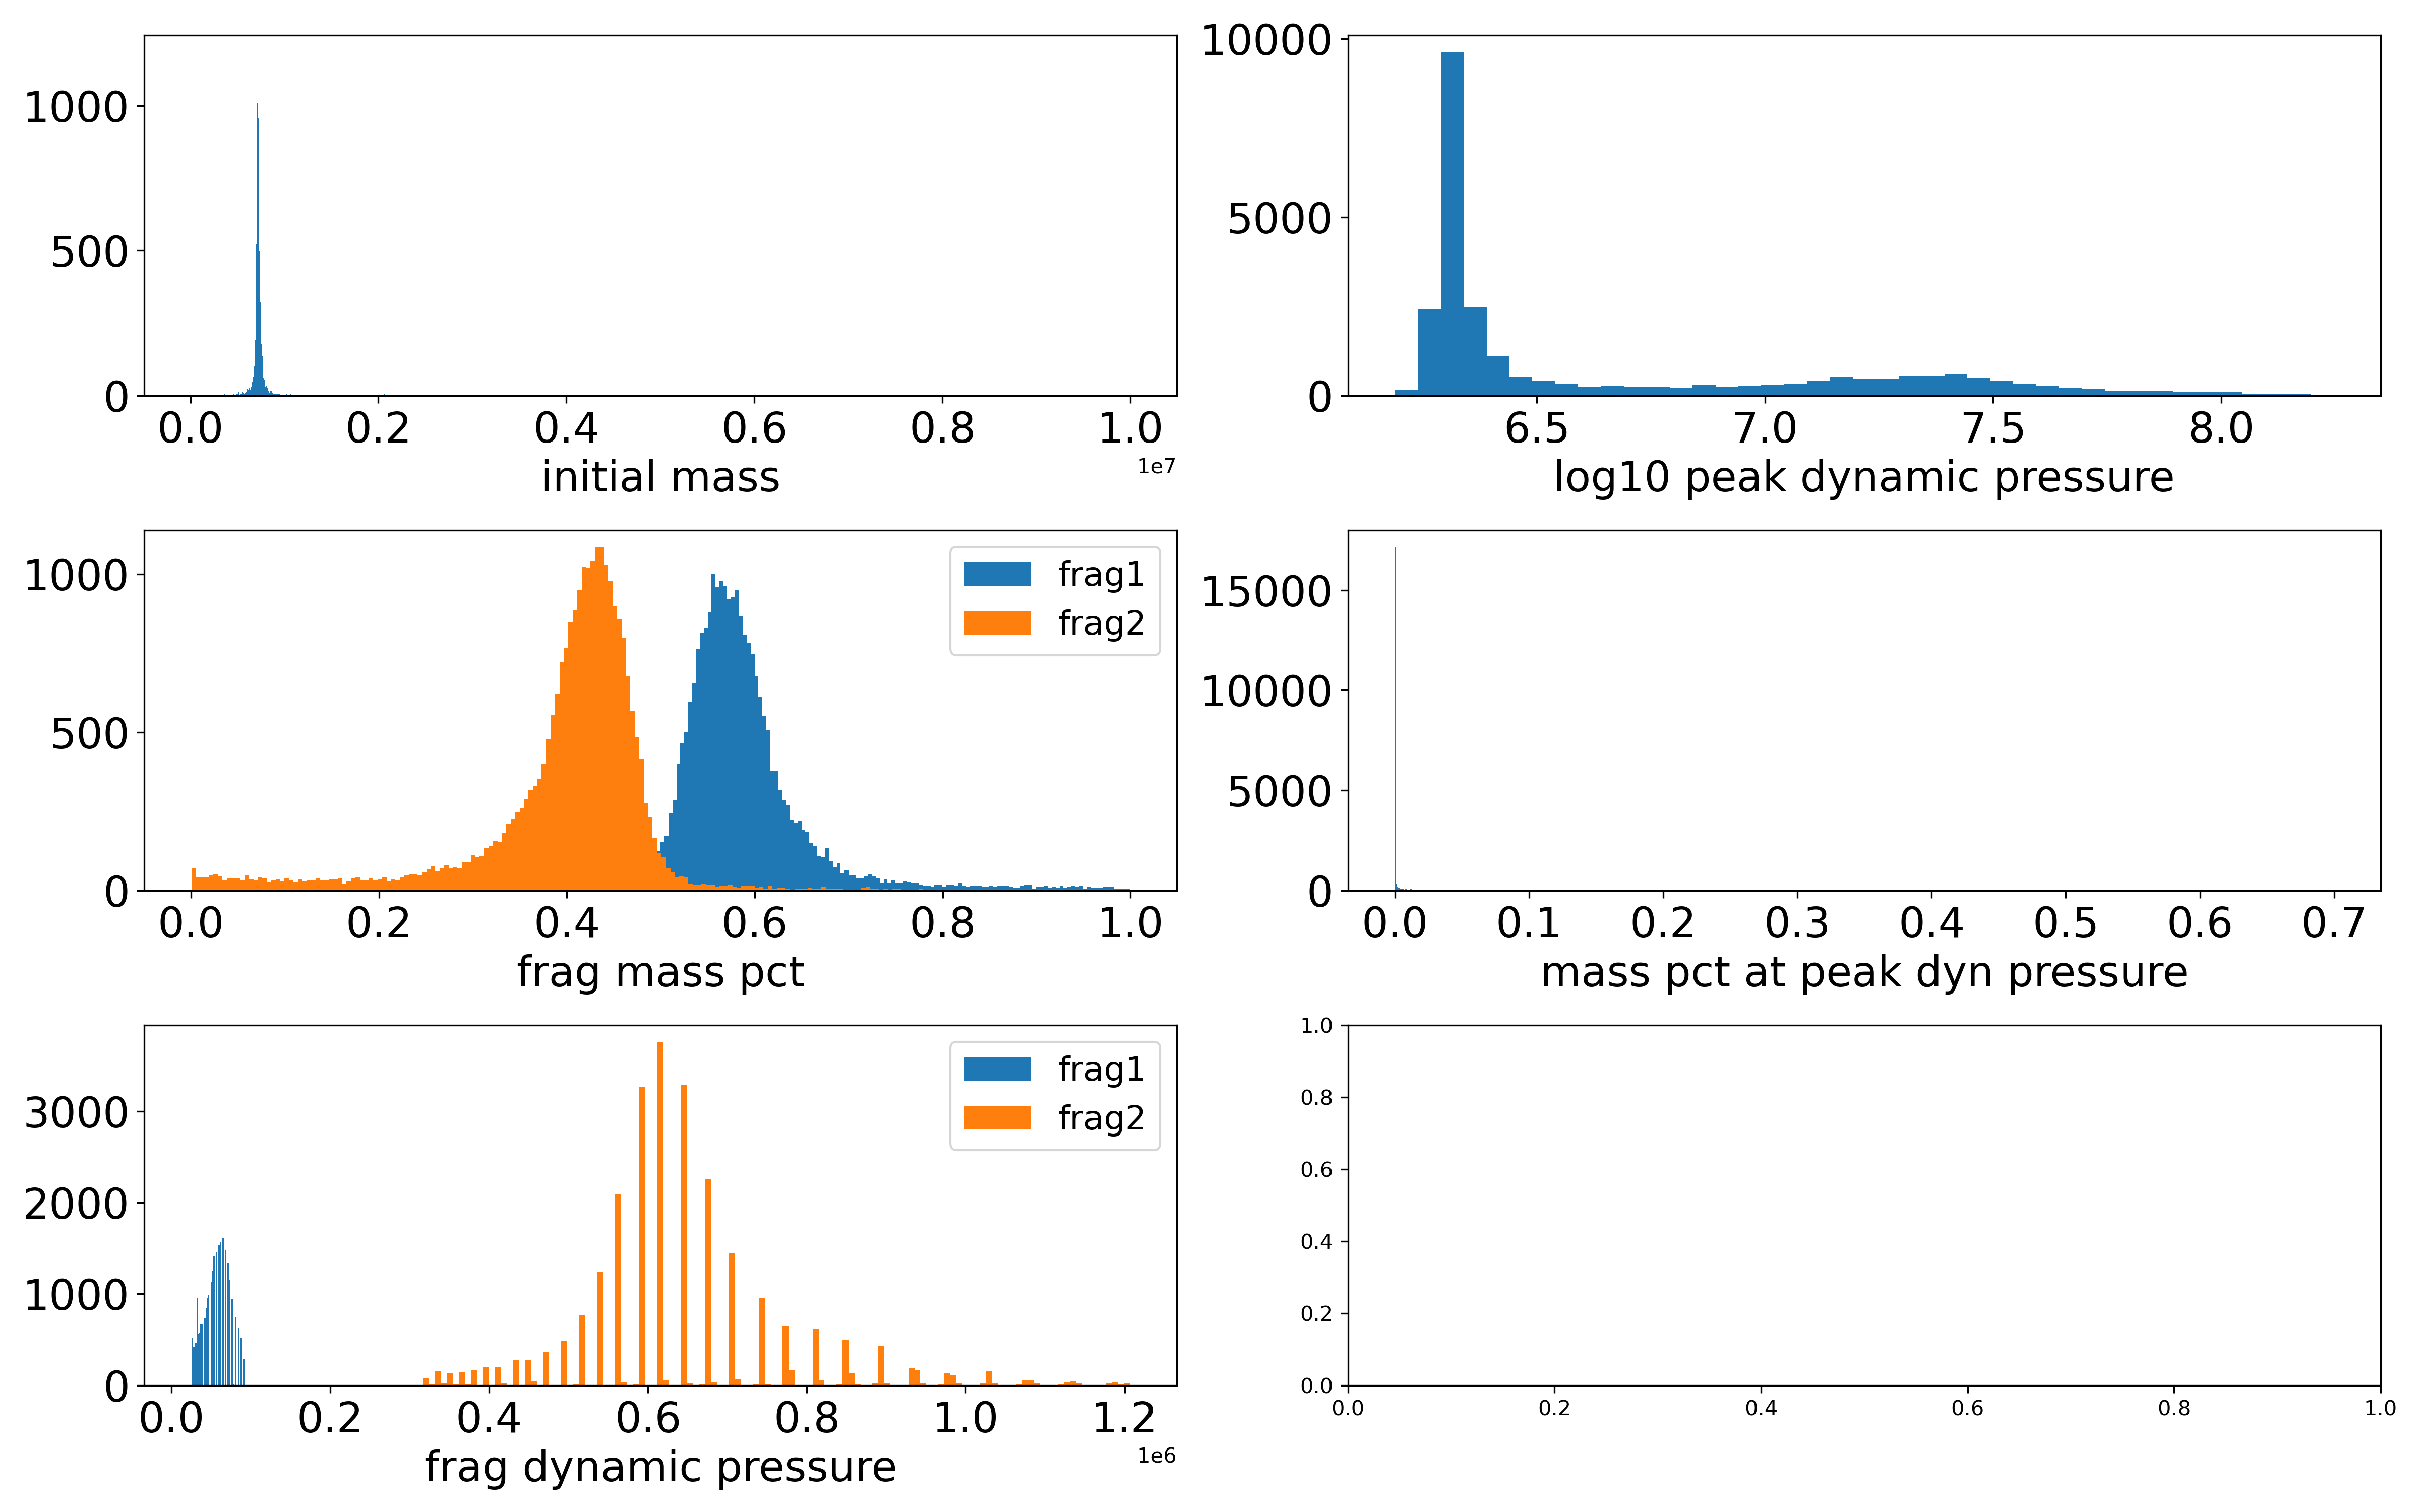 1000
500
0
0.0 0.2 0.4 0.6 0.8 1.0
1e7
initial mass
10000
5000
0
6.5 7.0 7.5 8.0
log10 peak dynamic pressure
1000
500
0
frag1
frag2
0.0 0.2 0.4 0.6 0.8 1.0
frag mass pct
15000
10000
5000
0
0.0 0.1 0.2 0.3 0.4 0.5 0.6 0.7
mass pct at peak dyn pressure
3000
2000
1000
0
frag1
frag2
0.0 0.2 0.4 0.6 0.8 1.0 1.2
1e6
frag dynamic pressure
1.0
0.8
0.6
0.4
0.2
0.0
0.0 0.2 0.4 0.6 0.8 1.0